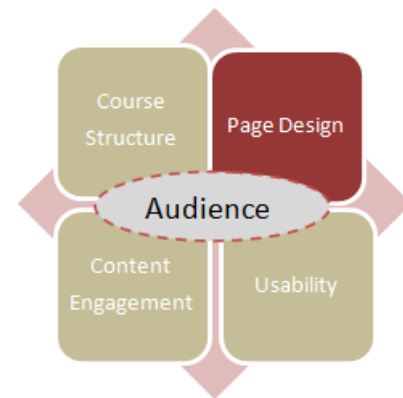 Course
Structure
Page Design
Audience
Content
Engagement
Usability